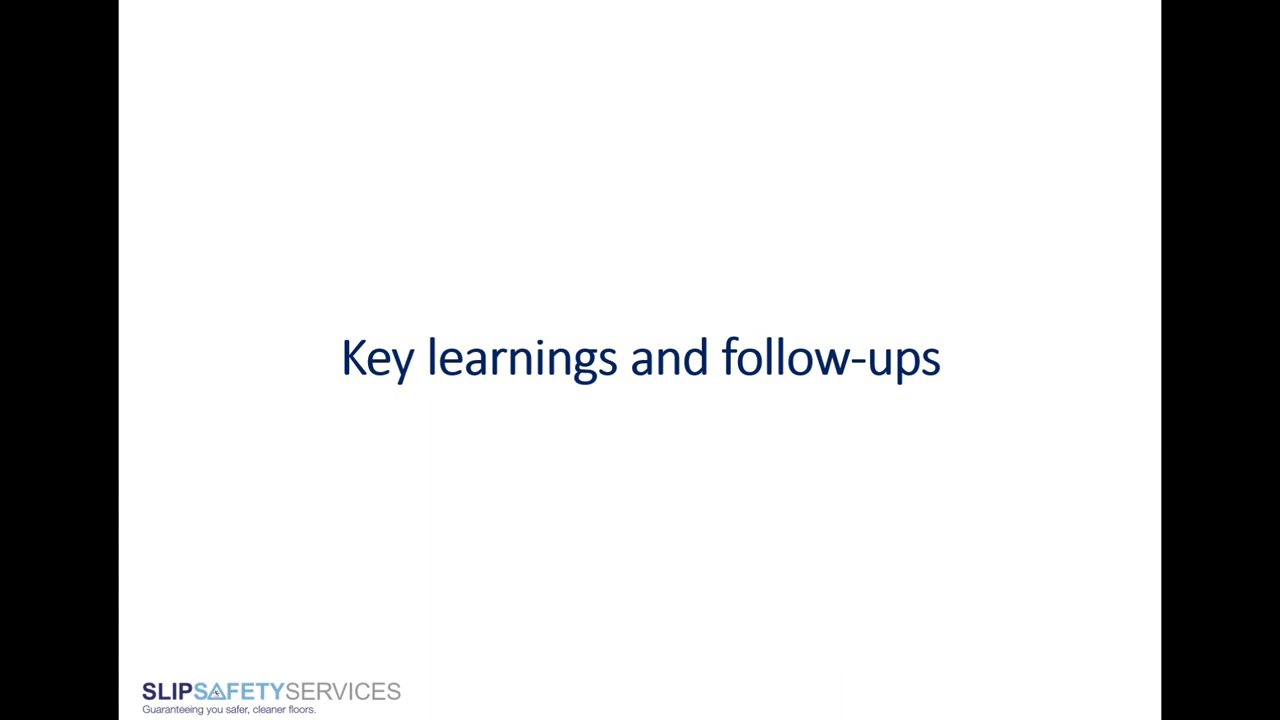 Key learnings and follow-ups
SLIPSAFETYSERVICES
Guaranteeing you safer, cleaner floors.